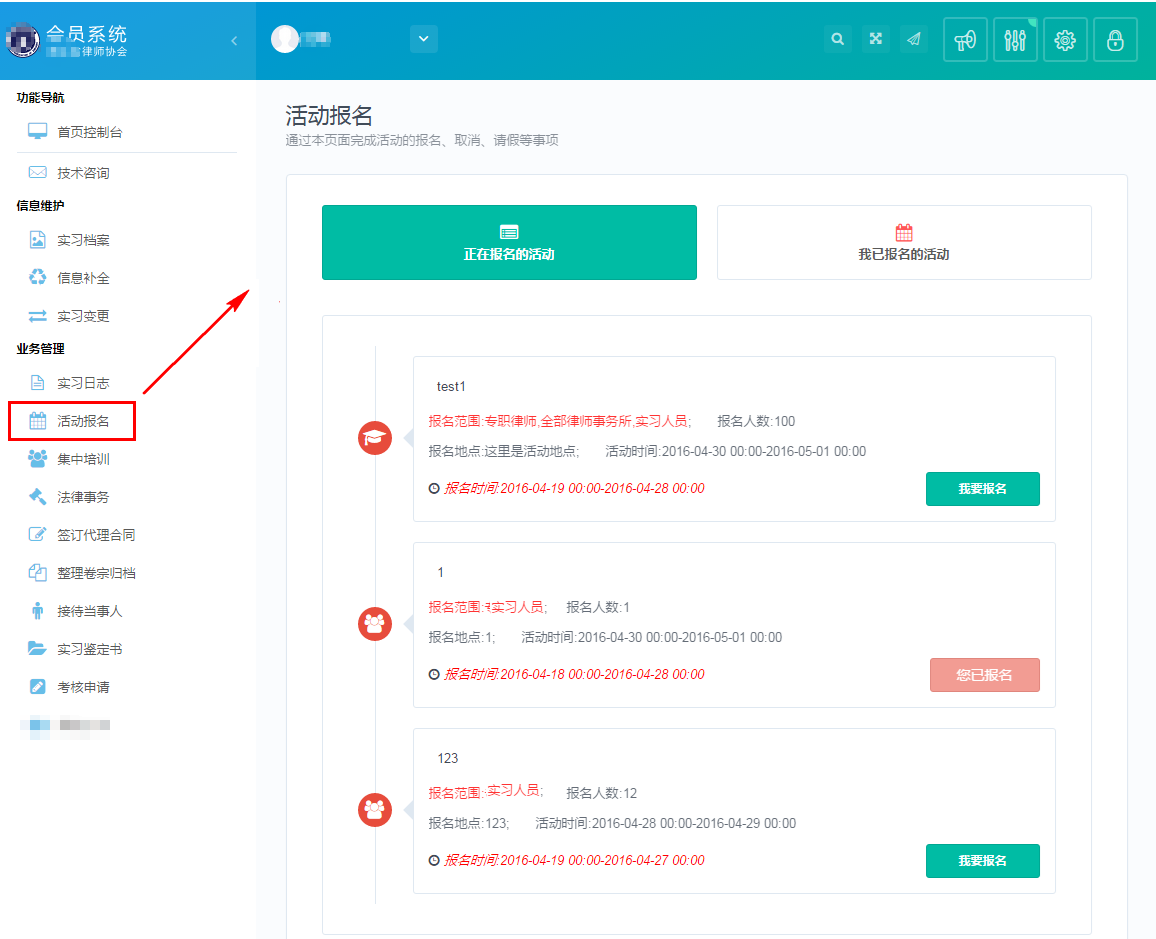 会员系统
律师协会
功能导航
首页控制台
技术咨询
信息维护
实习档案
信息补全
实习变更
业务管理
实习日志
活动报名
集中培训
法律事务
签订代理合同
整理卷宗归档
接待当事人
实习鉴定书
考核申请
活动报名
通过本页面完成活动的报名、取消、请假等事项
正在报名的活动
我已报名的活动
test1
报名范围:专职律师,全部律师事务所,实习人员; 报名人数:100
报名地点:这里是活动地点; 活动时间:2016-04-30 00:00-2016-05-01 00:00
报名时间:2016-04-19 00:00-2016-04-28 00:00
我要报名
1
报名范围:实习人员; 报名人数:1
报名地点:1; 活动时间:2016-04-30 00:00-2016-05-01 00:00
报名时间:2016-04-18 00:00-2016-04-28 00:00
您已报名
123
报名范围:实习人员; 报名人数:12
报名地点:123; 活动时间:2016-04-28 00:00-2016-04-29 00:00
报名时间:2016-04-19 00:00-2016-04-27 00:00
我要报名